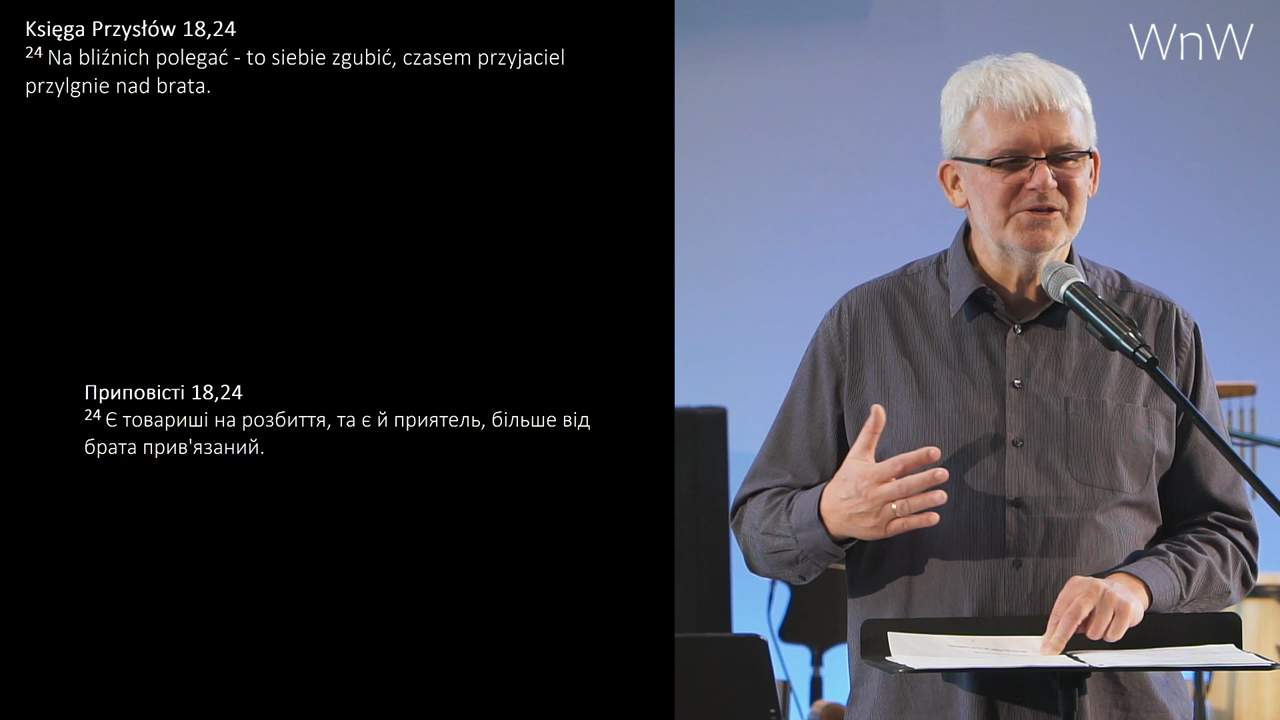 Księga Przysłów 18,24
24 Na bliźnich polegać - to siebie zgubić, czasem przyjaciel
przylgnie nad brata.
WnW
Приповісті 18,24
24 Є товариші на розбиття, та є й приятель, більше від
брата прив'язаний.